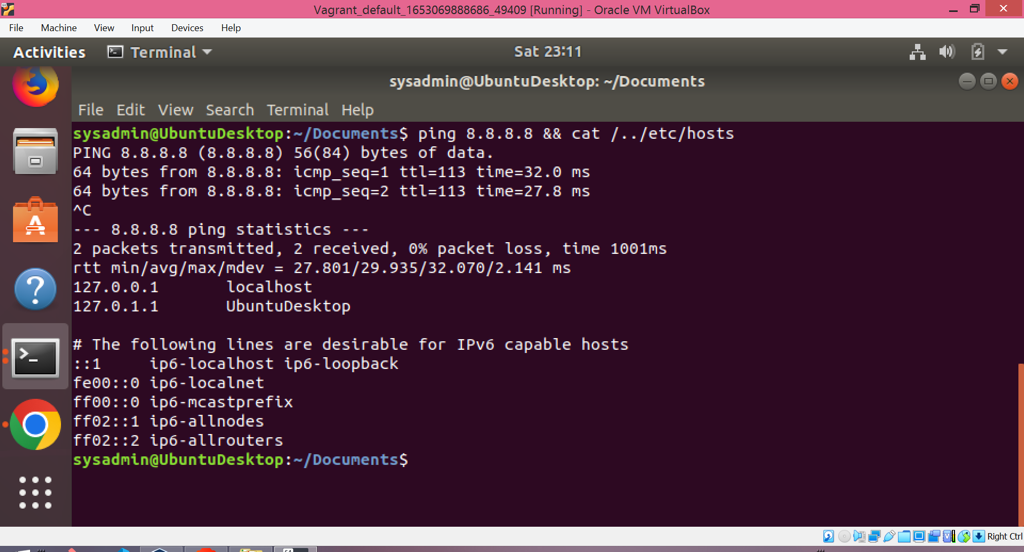 Vagrant_default_1653069888686_49409 [Running] - Oracle VM VirtualBox
File Machine View Input Devices Help
Activities Terminal Sat 23:11
sysadmin@UbuntuDesktop: ~/Documents
File Edit View Search Terminal Help
sysadmin@UbuntuDesktop:~/Documents$ ping 8.8.8.8 && cat /../etc/hosts
PING 8.8.8.8 (8.8.8.8) 56(84) bytes of data.
64 bytes from 8.8.8.8: icmp_seq=1 ttl=113 time=32.0 ms
64 bytes from 8.8.8.8: icmp_seq=2 ttl=113 time=27.8 ms
^C
--- 8.8.8.8 ping statistics ---
2 packets transmitted, 2 received, 0% packet loss, time 1001ms
rtt min/avg/max/mdev = 27.801/29.935/32.070/2.141 ms
127.0.0.1 localhost
127.0.1.1 UbuntuDesktop
# The following lines are desirable for IPv6 capable hosts
::1 ip6-localhost ip6-loopback
fe00::0 ip6-localnet
ff00::0 ip6-mcastprefix
ff02::1 ip6-allnodes
ff02::2 ip6-allrouters
sysadmin@UbuntuDesktop:~/Documents$
Right Ctrl